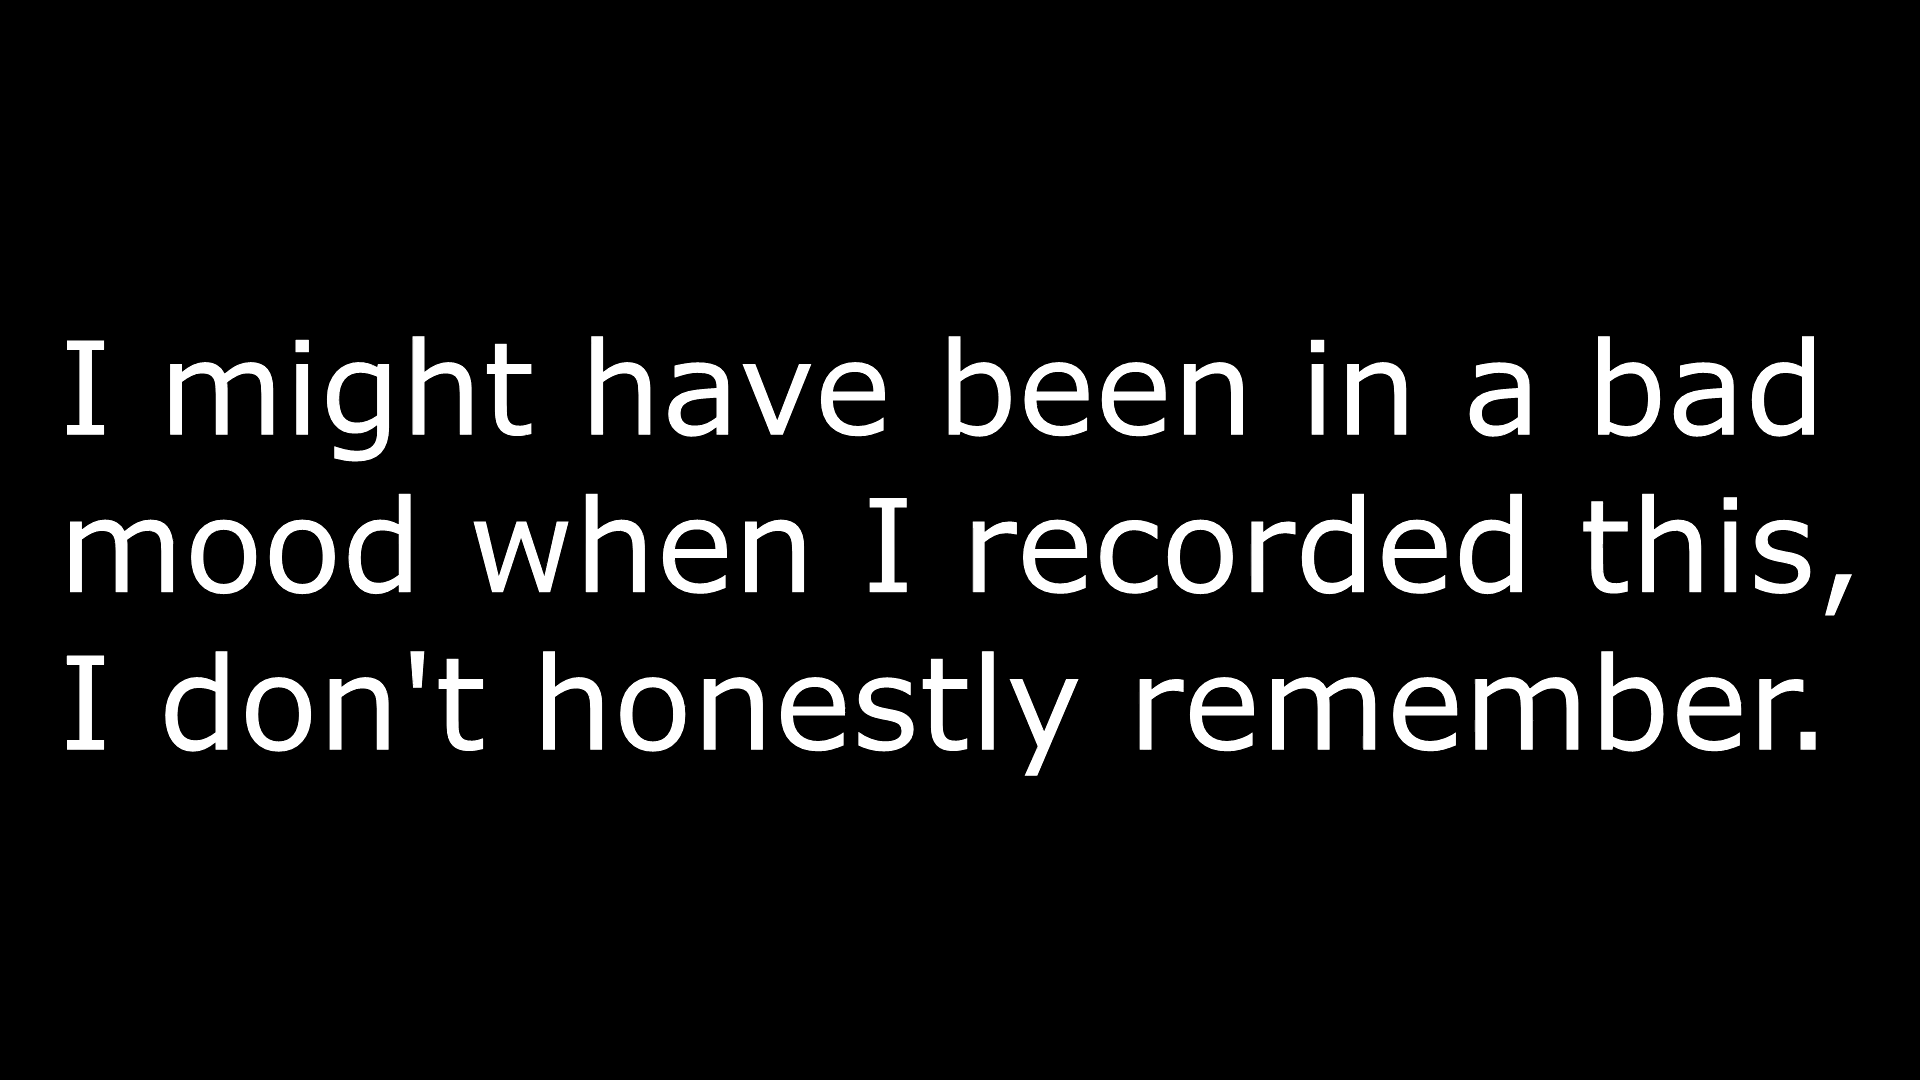 I might have been in a bad
mood when I recorded this,
I don't honestly remember.